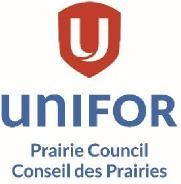 U
UNIFOR
Prairie Council
Conseil des Prairies